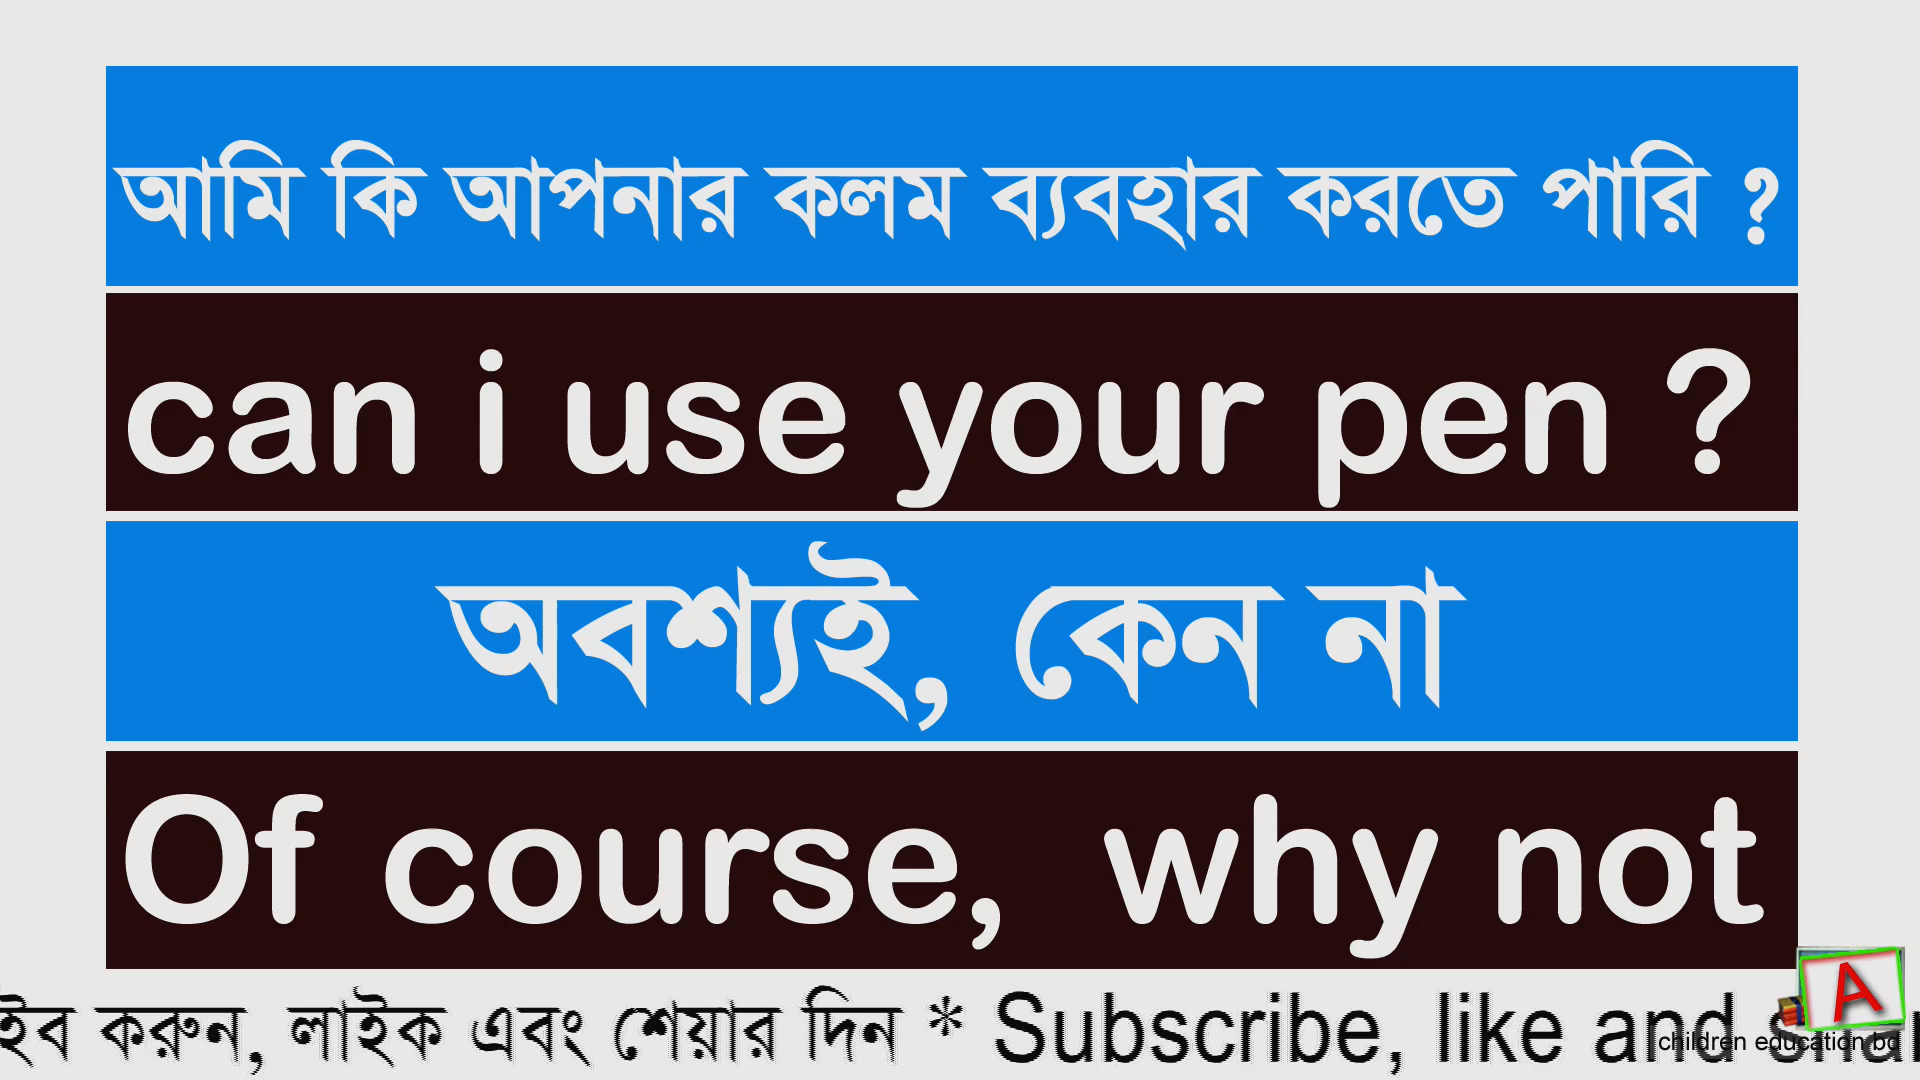 আমি কি আপনার কলম ব্যবহার করতে পারি ?
can i use your pen ?
অবশ্যই, কেন না
Of course, why not
করুন, লাইক এবং শেয়ার দিন * Subscribe, like and
A
children education bd